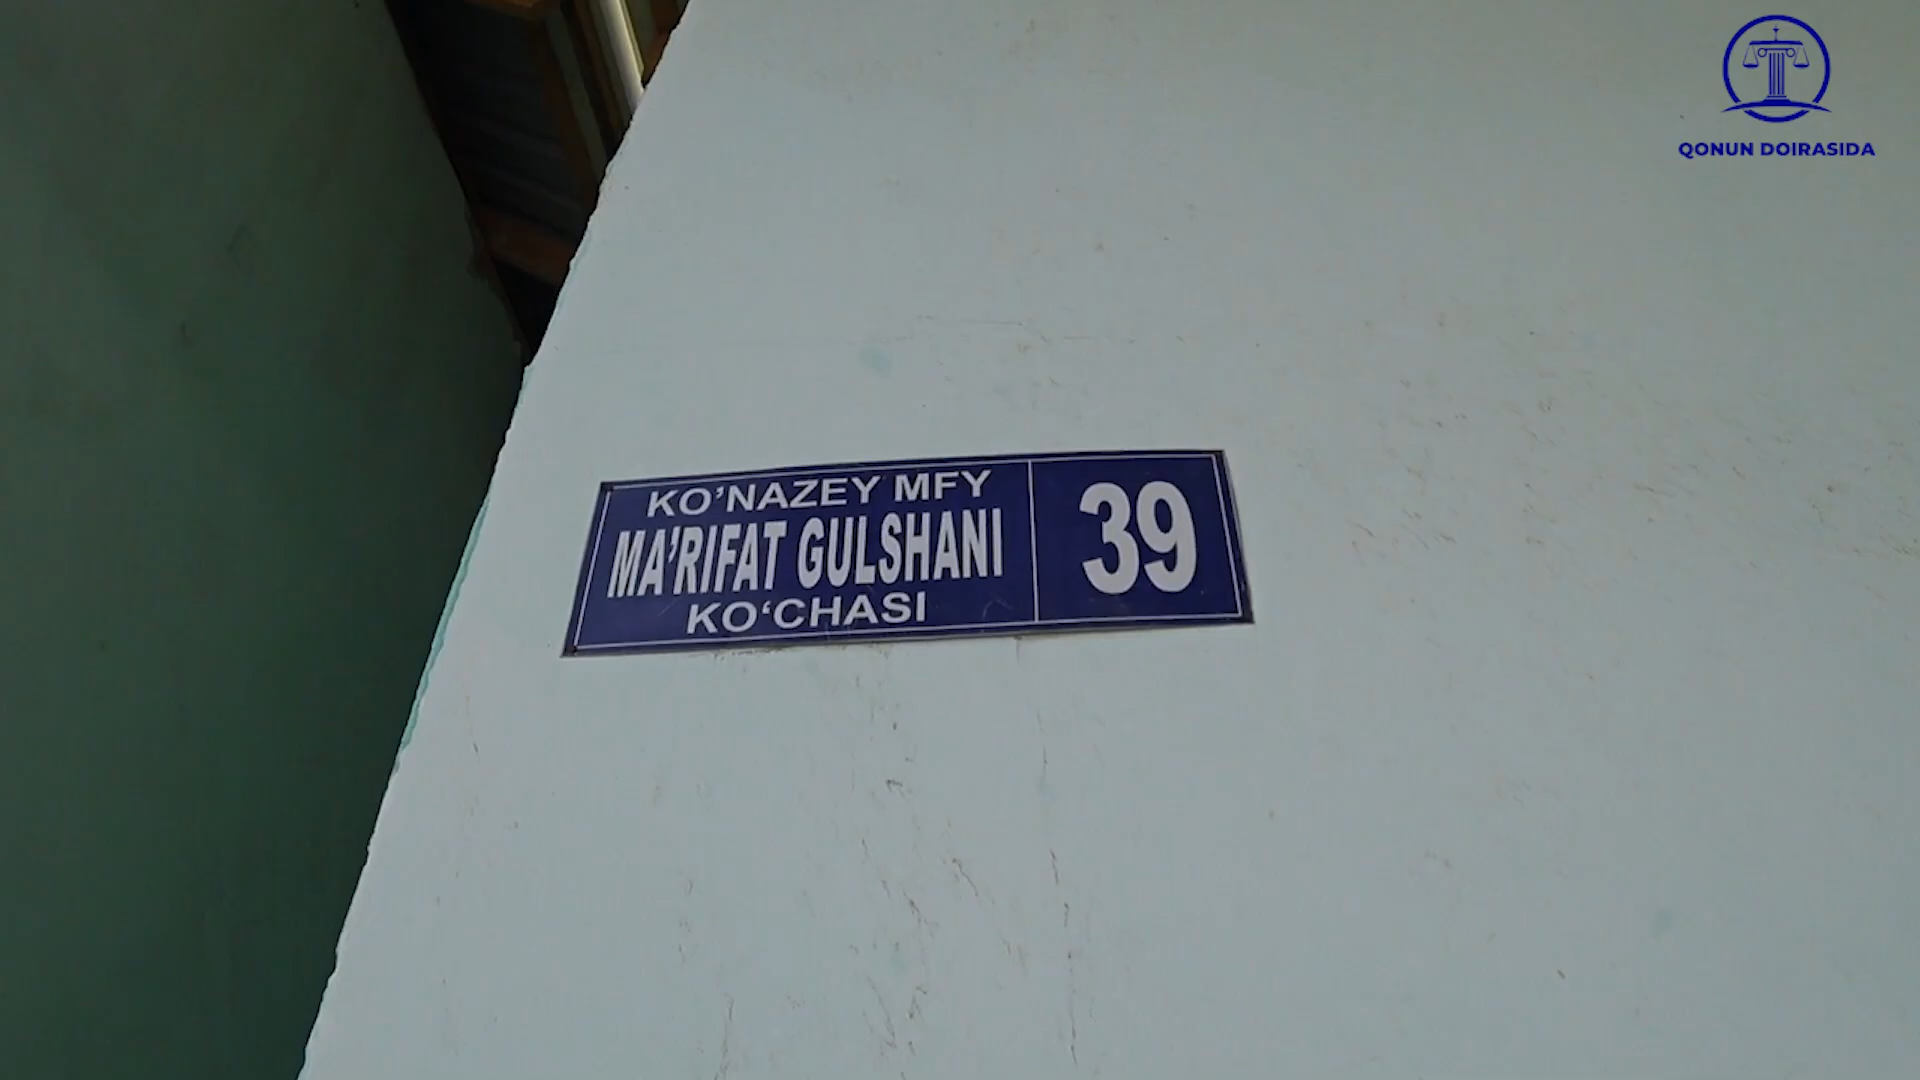 QONUN DOIRASIDA
KO'NAZEY MFY
MA'RIFAT GULSHANI
KO‘CHASI
39